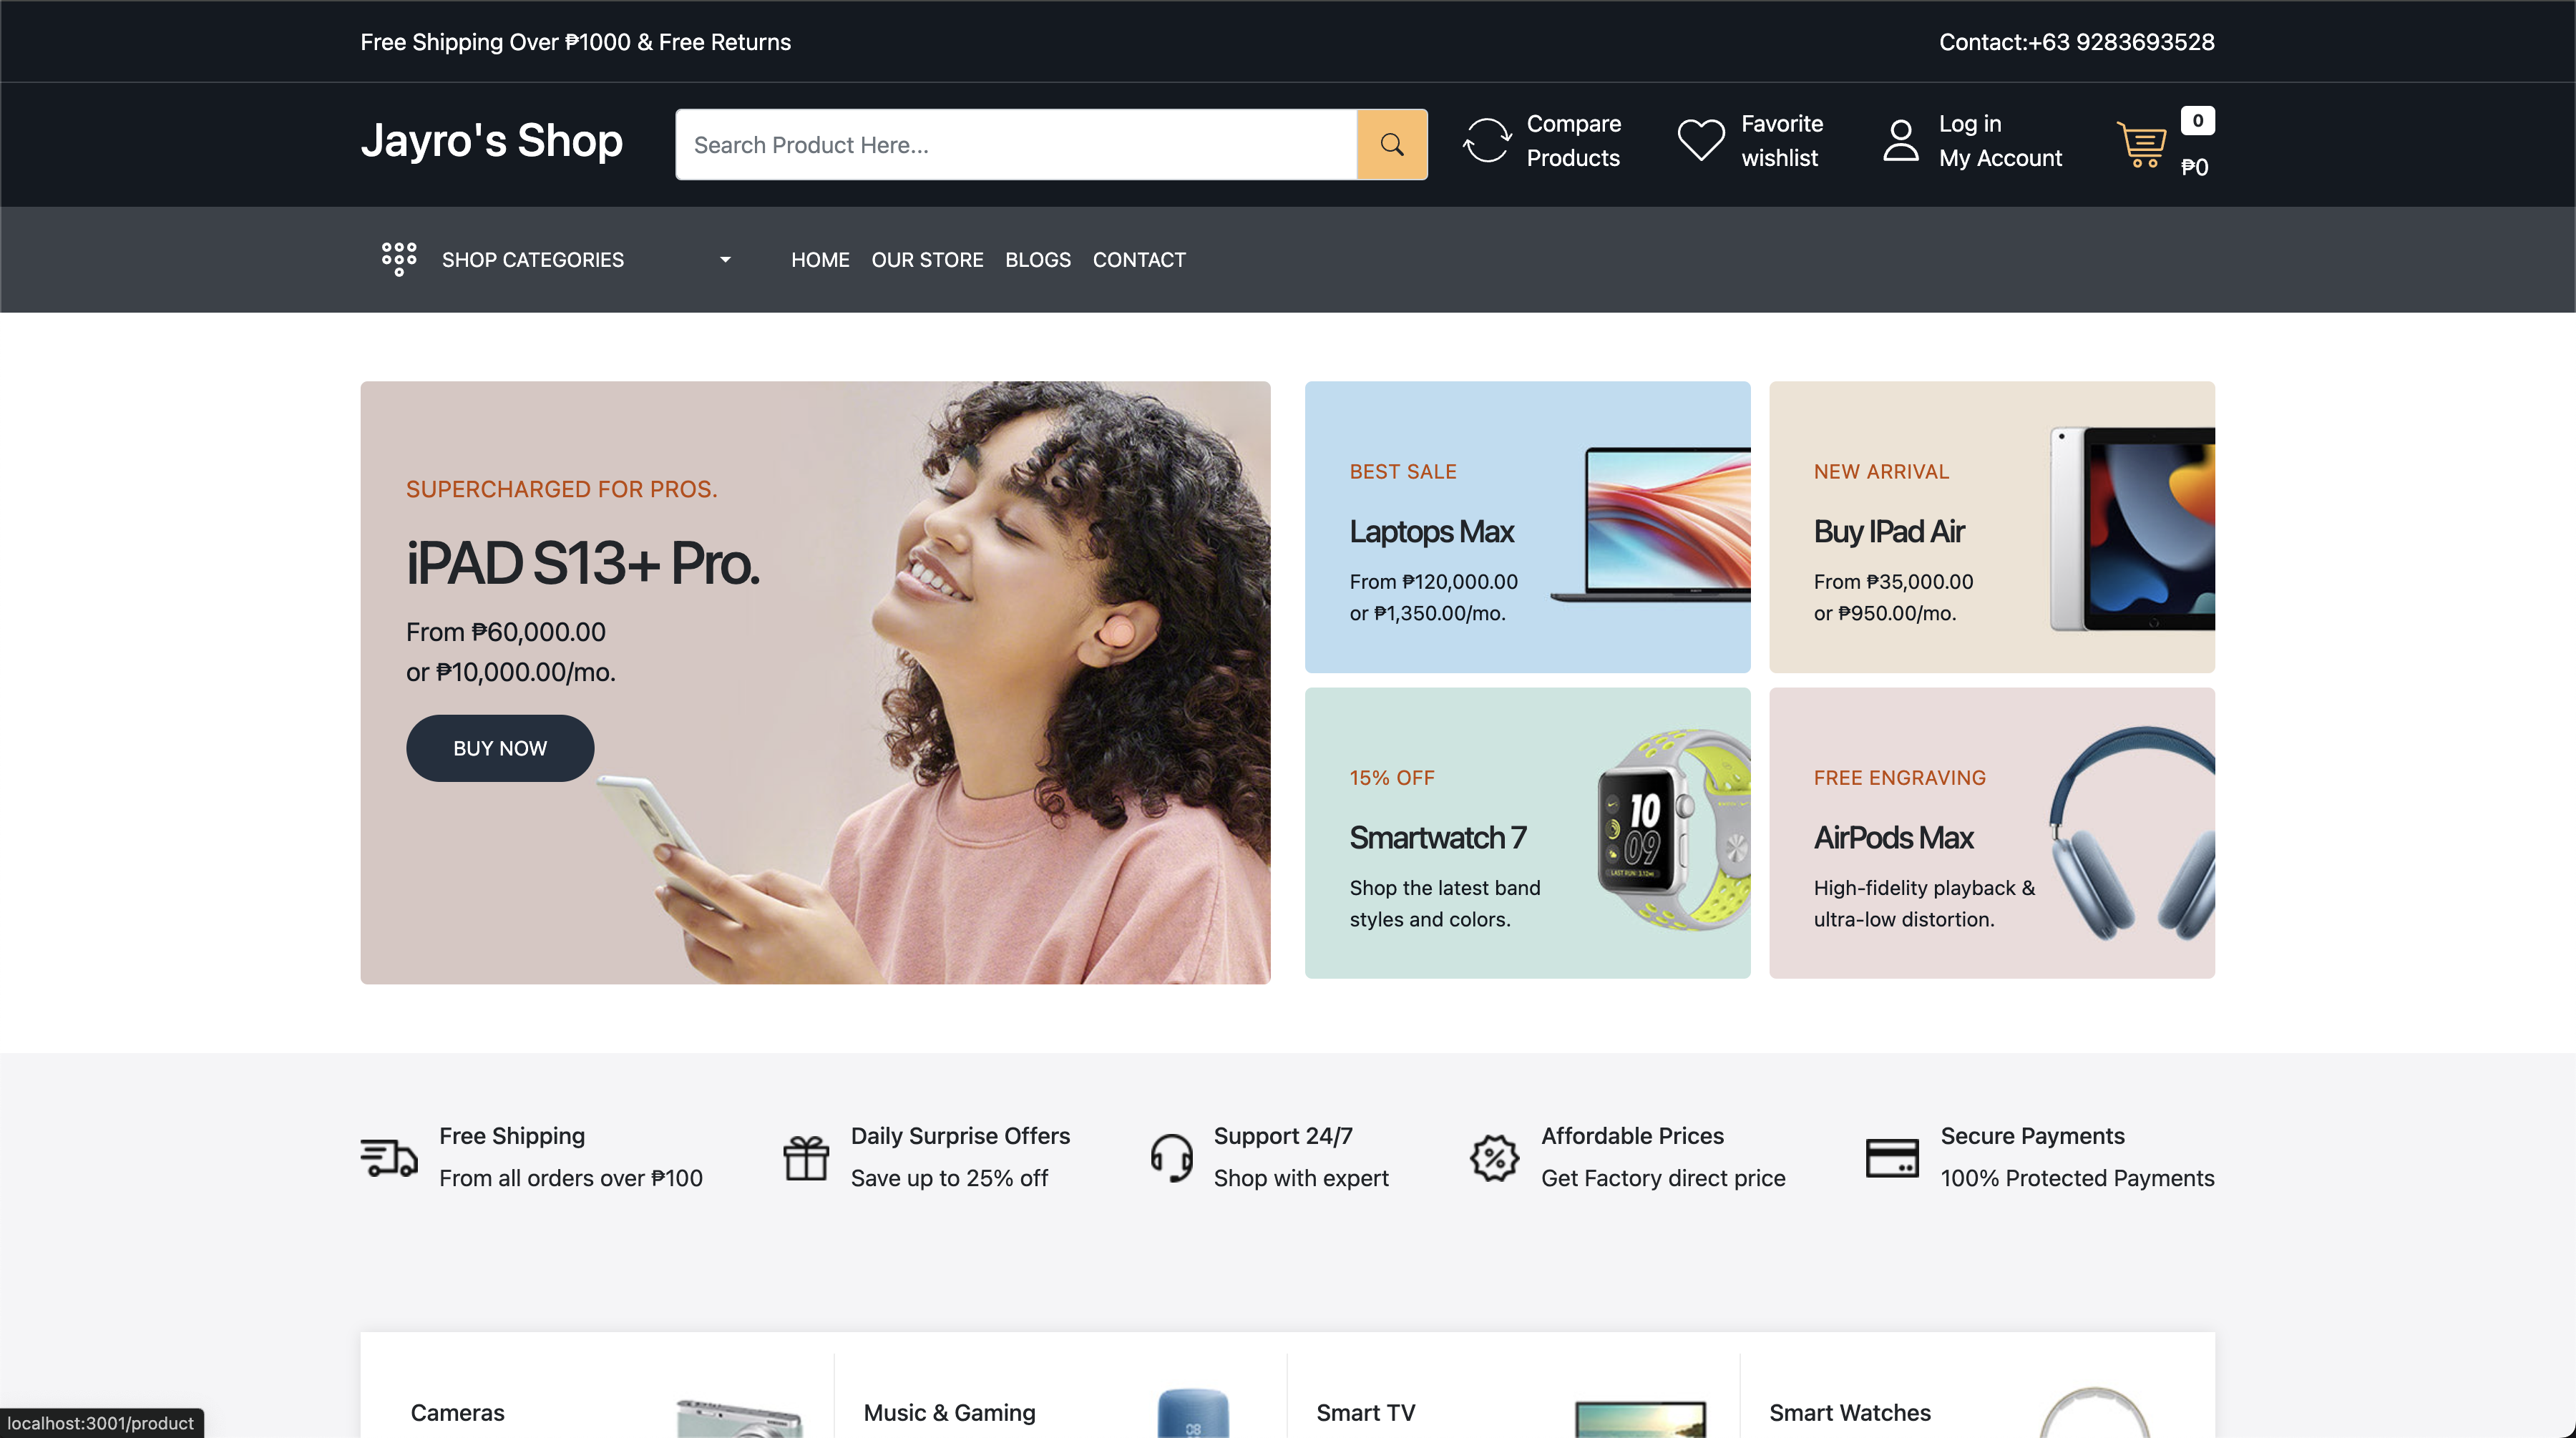 Free Shipping Over ₱1000 & Free Returns
Contact:+63 9283693528
Jayro's Shop
Search Product Here...
Compare
Products
Favorite
wishlist
Log in
My Account
0
₱0
SHOP CATEGORIES
HOME OUR STORE BLOGS CONTACT
SUPERCHARGED FOR PROS.
iPAD S13+ Pro.
From ₱60,000.00
or ₱10,000.00/mo.
BUY NOW
BEST SALE
Laptops Max
From ₱120,000.00
or ₱1,350.00/mo.
NEW ARRIVAL
Buy IPad Air
From ₱35,000.00
or ₱950.00/mo.
15% OFF
Smartwatch 7
Shop the latest band
styles and colors.
10
09
LAST RUN: 3.12mi
FREE ENGRAVING
AirPods Max
High-fidelity playback &
ultra-low distortion.
Free Shipping
From all orders over ₱100
Daily Surprise Offers
Save up to 25% off
Support 24/7
Shop with expert
Affordable Prices
Get Factory direct price
Secure Payments
100% Protected Payments
Cameras
Music & Gaming
08
Smart TV
Smart Watches
localhost:3001/product